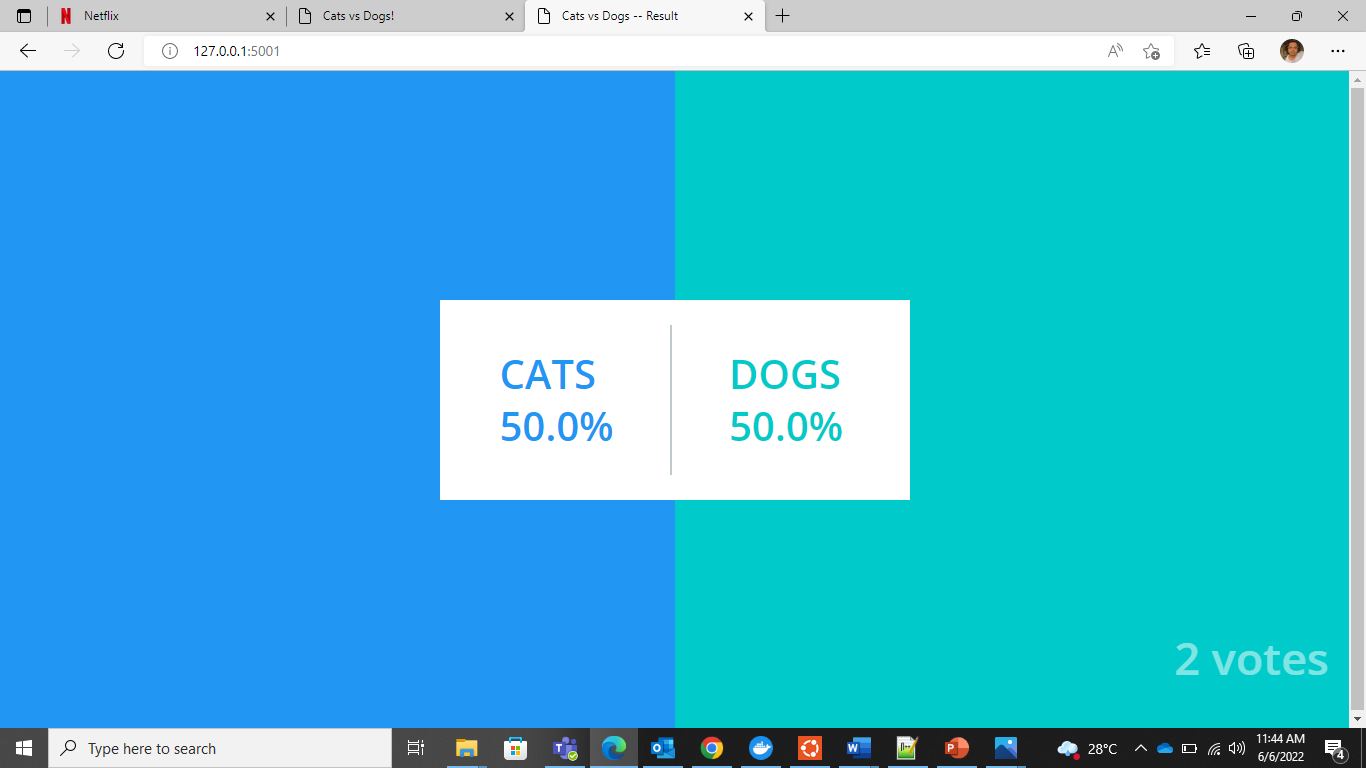 Netflix
Cats vs Dogs!
Cats vs Dogs -- Result
127.0.0.1:5001
CATS
50.0%
DOGS
50.0%
2 votes
Type here to search
28°C
11:44 AM
6/6/2022
4